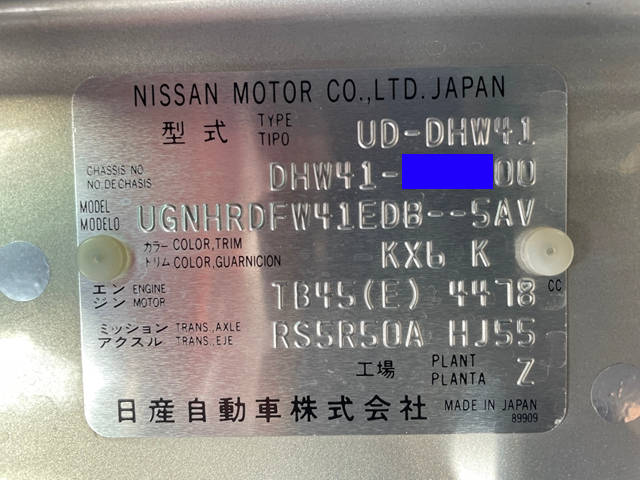 NISSAN MOTOR CO.,LTD. JAPAN
型式 TYPE TIPO UD-DHW41
CHASSIS NO NO.DE CHASIS DHW41- 00
MODEL MODELO UGNHRDFW41EDB--5AV
カラー COLOR,TRIM
トリム COLOR,GUARNICION KX6 K
エンジン ENGINE MOTOR TB45(E) 4478 CC
ミッション TRANS.,AXLE
アクスル TRANS.,EJE RS5R50A HJ55
工場 PLANT PLANTA Z
日産自動車株式会社 MADE IN JAPAN
89909